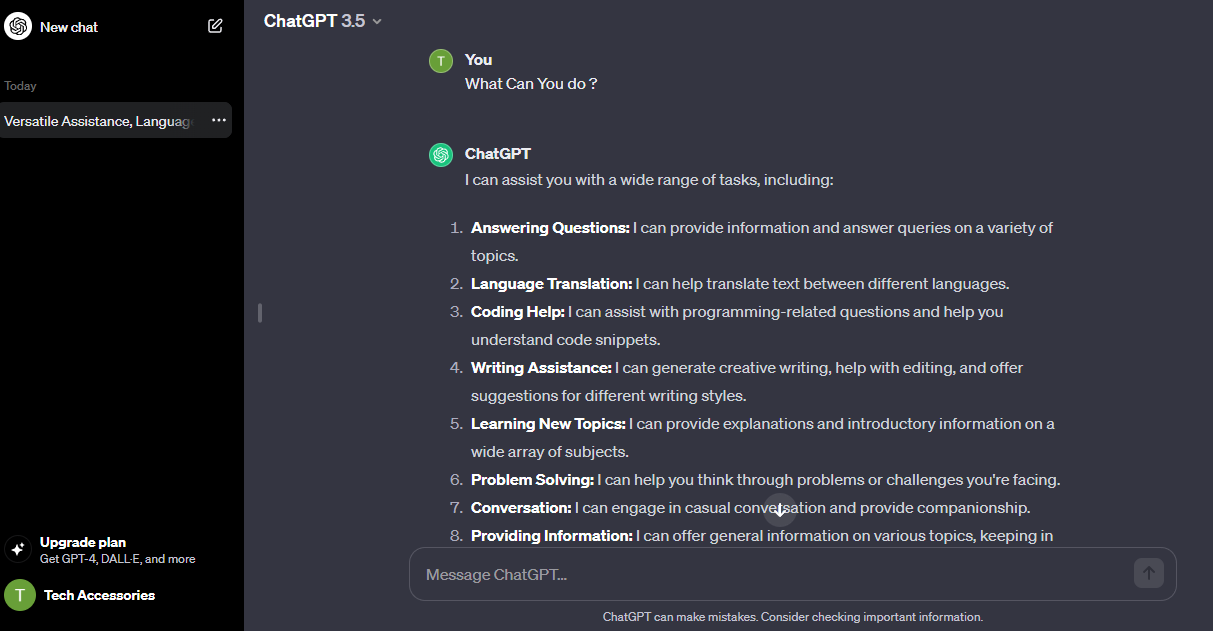 New chat
Today
Versatile Assistance, Languag
Upgrade plan
Get GPT-4, DALL·E, and more
T
Tech Accessories
ChatGPT 3.5
T
You
What Can You do ?
ChatGPT
I can assist you with a wide range of tasks, including:
1. Answering Questions: I can provide information and answer queries on a variety of
topics.
2. Language Translation: I can help translate text between different languages.
3. Coding Help: I can assist with programming-related questions and help you
understand code snippets.
4. Writing Assistance: I can generate creative writing, help with editing, and offer
suggestions for different writing styles.
5. Learning New Topics: I can provide explanations and introductory information on a
wide array of subjects.
6. Problem Solving: I can help you think through problems or challenges you're facing.
7. Conversation: I can engage in casual conversation and provide companionship.
8. Providing Information: I can offer general information on various topics, keeping in
Message ChatGPT...
ChatGPT can make mistakes. Consider checking important information.